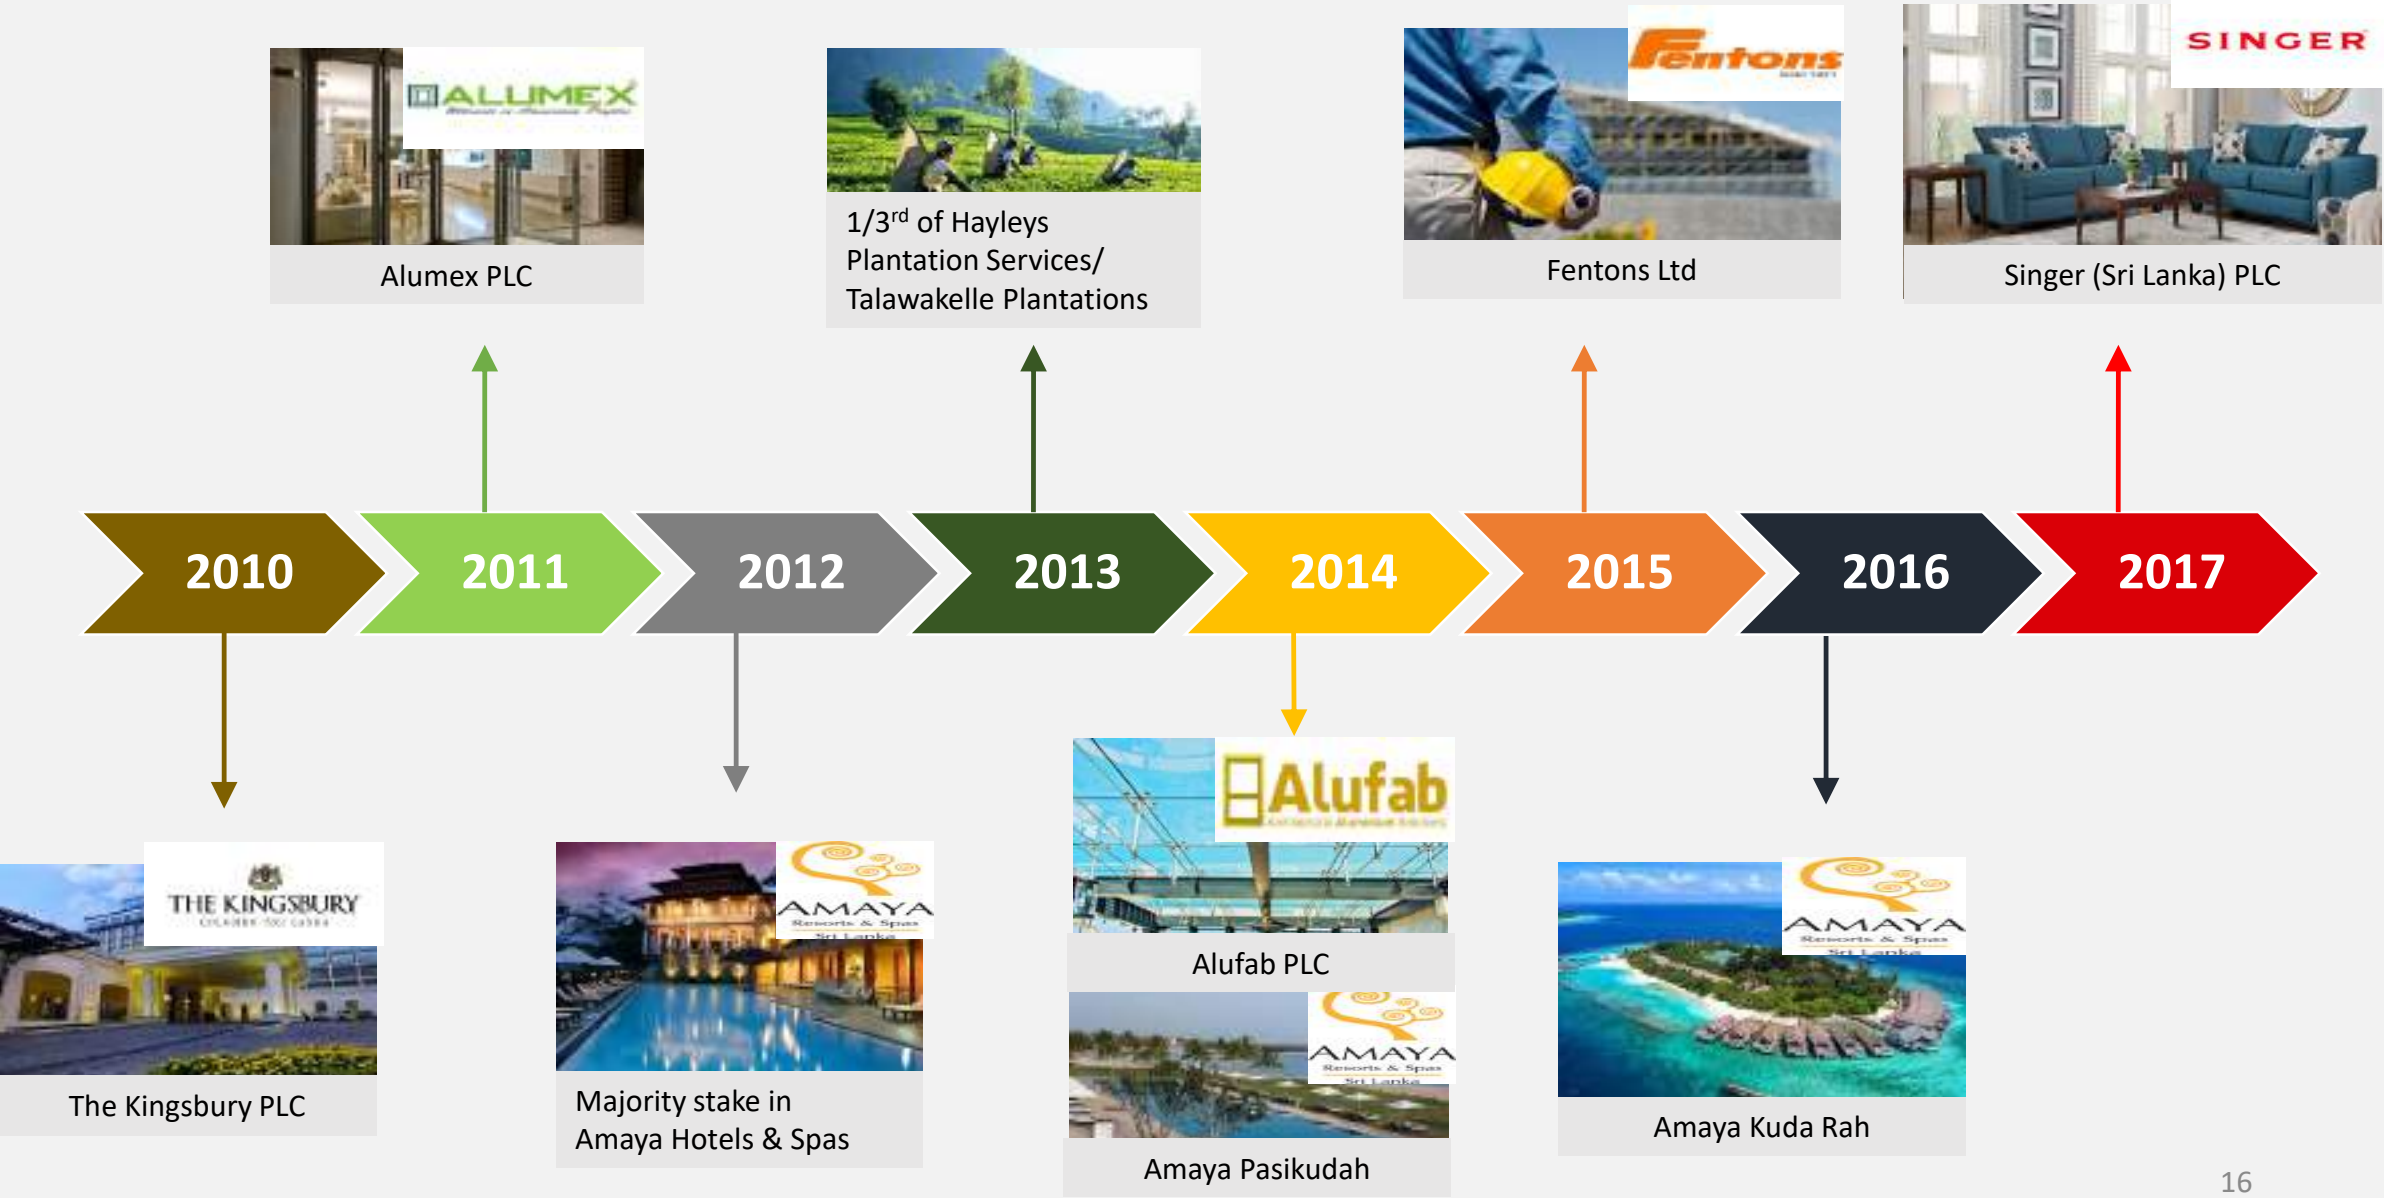 ALUMEX
Alumex PLC
1/3rd of Hayleys
Plantation Services/
Talawakelle Plantations
Fentons
Fentons Ltd
SINGER
Singer (Sri Lanka) PLC
2010
2011
2012
2013
2014
2015
2016
2017
THE KINGSBURY
The Kingsbury PLC
AMAYA
Resorts & Spas
Sri Lanka
Majority stake in
Amaya Hotels & Spas
Alufab
Alufab PLC
AMAYA
Resorts & Spas
Sri Lanka
Amaya Pasikudah
AMAYA
Resorts & Spas
Sri Lanka
Amaya Kuda Rah
16